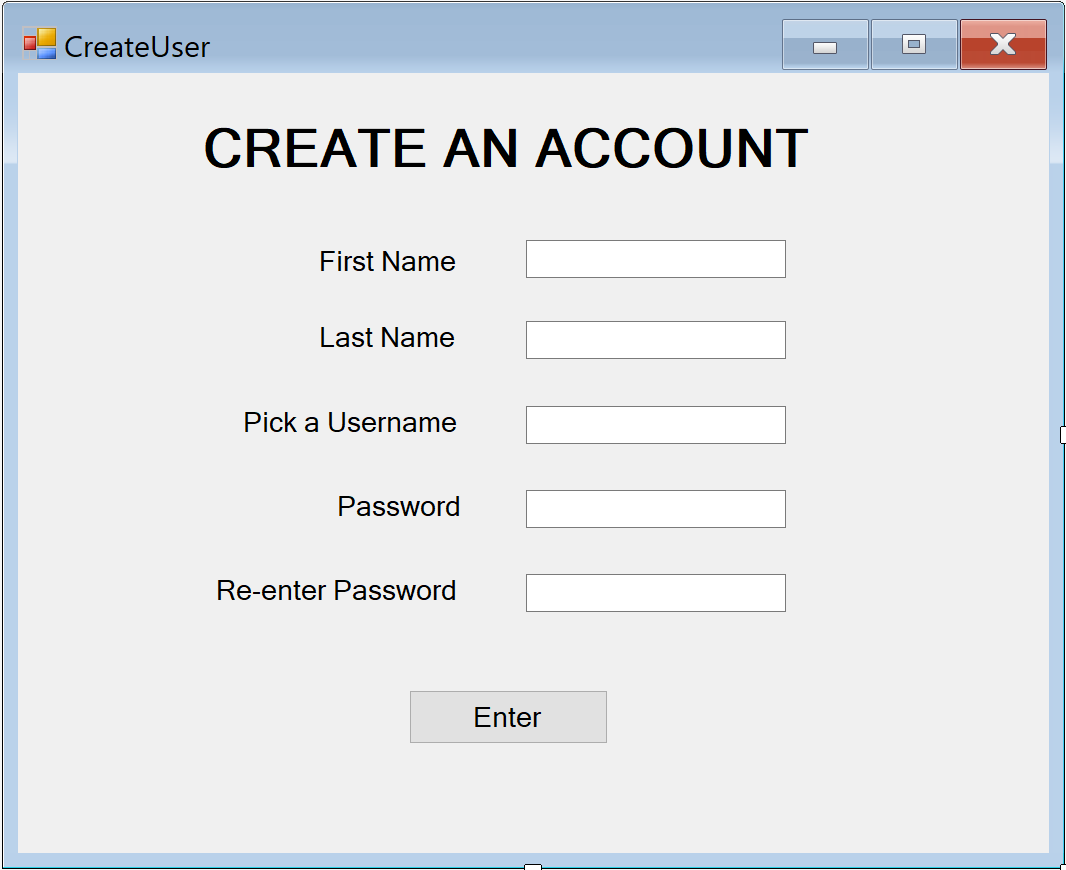 CreateUser
CREATE AN ACCOUNT
First Name
Last Name
Pick a Username
Password
Re-enter Password
Enter